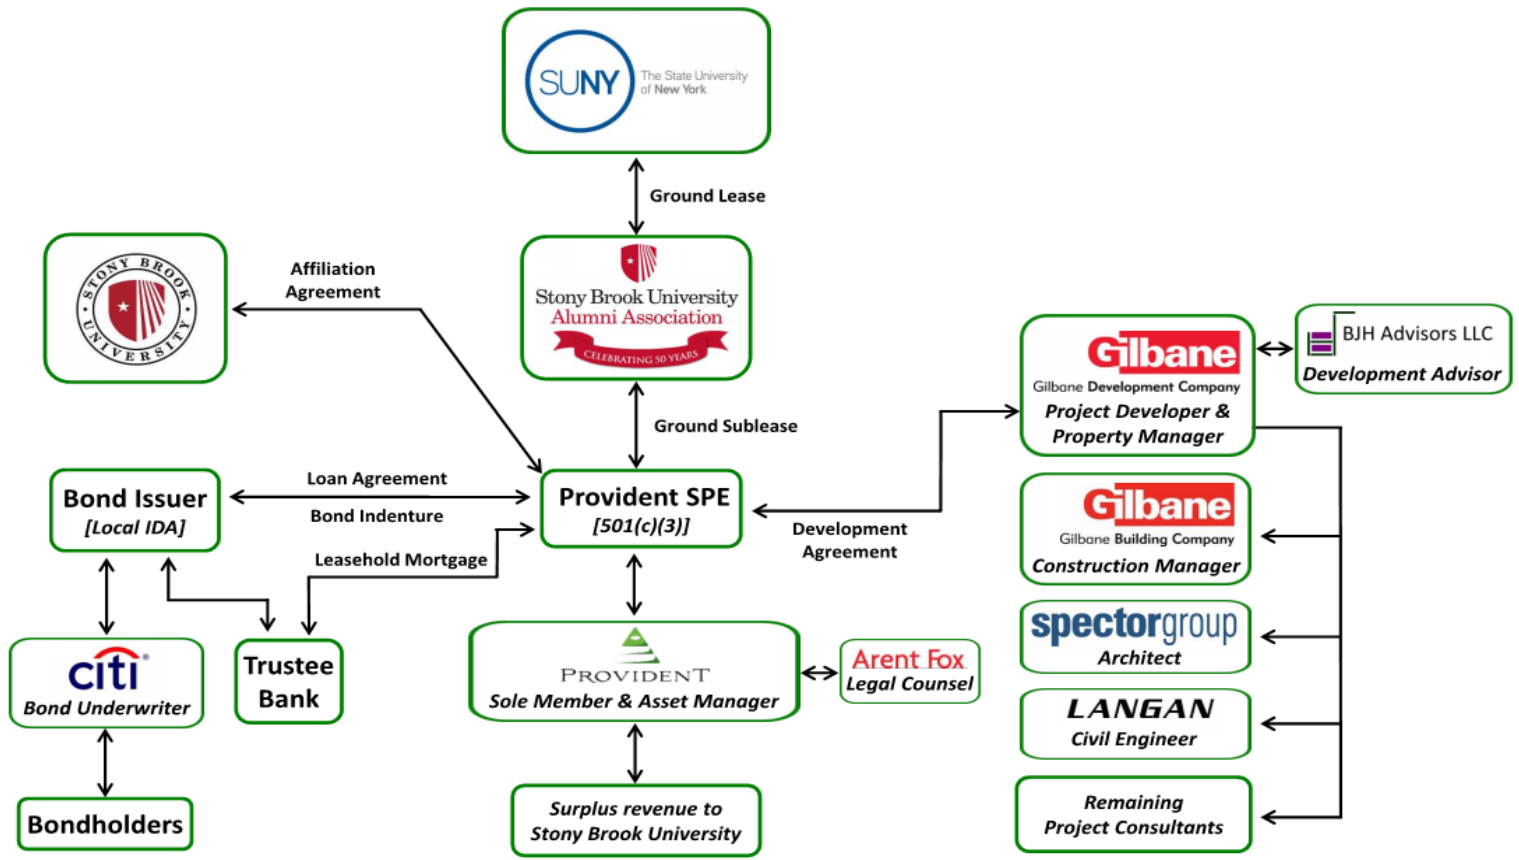 SUNY
The State University
of New York
Ground Lease
STONY BROOK
UNIVERSITY
Affiliation
Agreement
Stony Brook University
Alumni Association
CELEBRATING 50 YEARS
Ground Sublease
Gilbane
Gilbane Development Company
Project Developer &
Property Manager
BJH Advisors LLC
Development Advisor
Bond Issuer
[Local IDA]
Loan Agreement
Bond Indenture
Leasehold Mortgage
Provident SPE
[501(c)(3)]
Development
Agreement
Gilbane
Gilbane Building Company
Construction Manager
spectorgroup
Architect
LANGAN
Civil Engineer
Remaining
Project Consultants
citi
Bond Underwriter
Trustee
Bank
PROVIDENT
Sole Member & Asset Manager
Arent Fox
Legal Counsel
Bondholders
Surplus revenue to
Stony Brook University